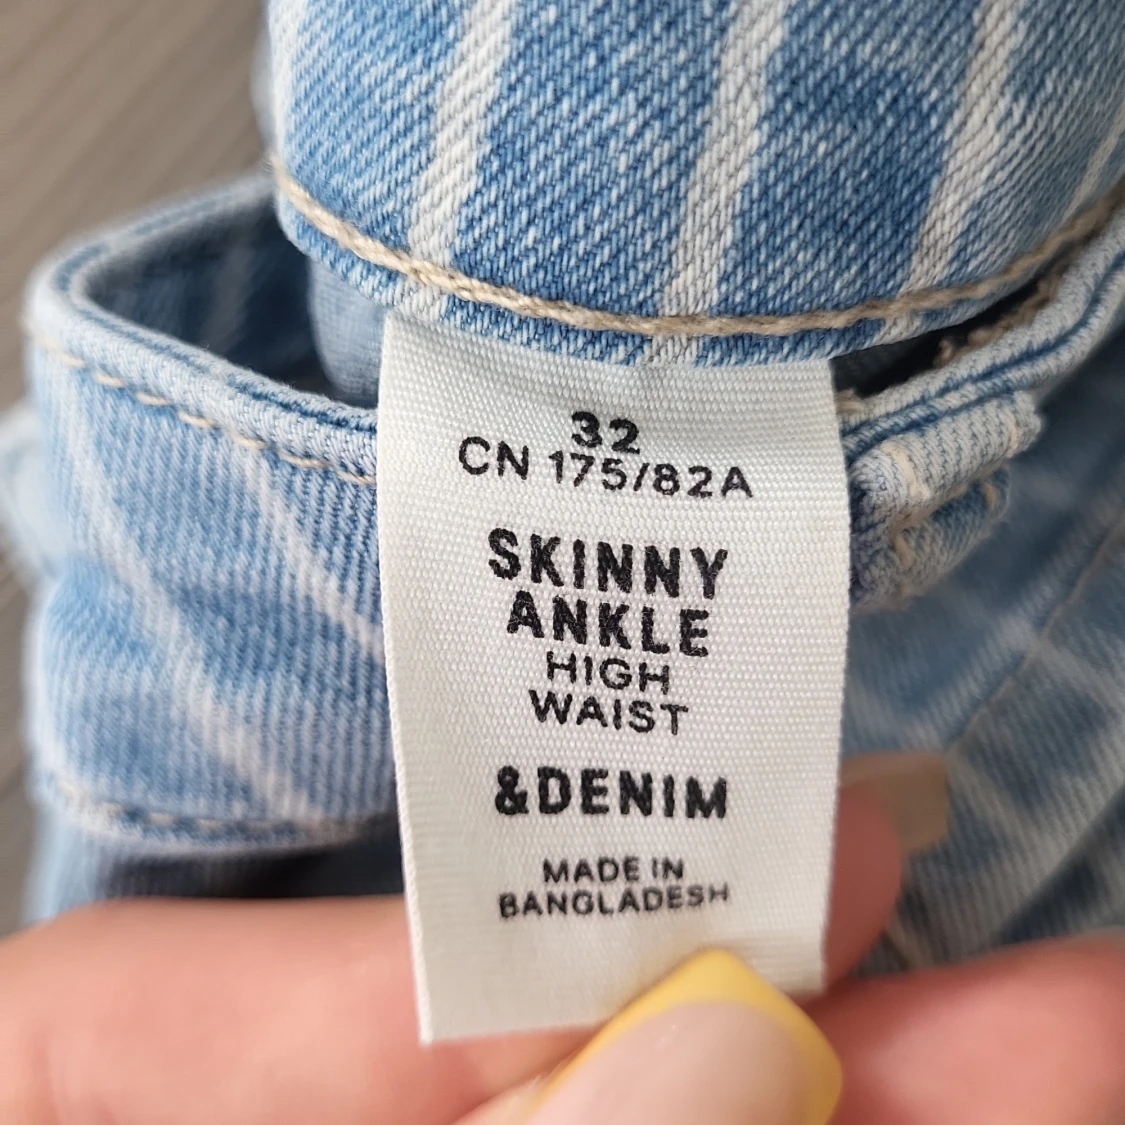 32
CN 175/82A
SKINNY
ANKLE
HIGH
WAIST
&DENIM
MADE IN
BANGLADESH